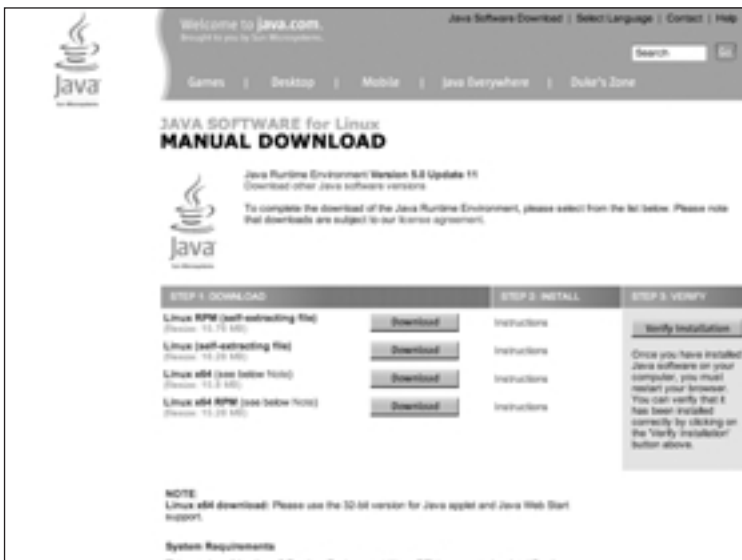 Java
Welcome to java.com.
Brought to you by Sun Microsystems.
Java Software Download | Select Language | Contact | Help
Search
Go
Games | Desktop | Mobile | Java Everywhere | Duke's Zone
JAVA SOFTWARE for Linux
MANUAL DOWNLOAD
Java
Java Runtime Environment Version 5.0 Update 11
Download other Java software versions
To complete the download of the Java Runtime Environment, please select from the list below. Please note
that downloads are subject to our license agreement.
STEP 1: DOWNLOAD
STEP 2: INSTALL
STEP 3: VERIFY
Linux RPM (self-extracting file)
Download
Instructions
Linux (self-extracting file)
Download
Instructions
Linux x64 (see below Note)
Download
Instructions
Linux x64 RPM (see below Note)
Download
Instructions
Verify Installation
Once you have installed
Java software on your
computer, you must
restart your browser.
You can verify that it
has been installed
correctly by clicking on
the "Verify Installation"
button above.
NOTE:
Linux x64 download: Please use the 32-bit version for Java applet and Java Web Start
support.
System Requirements